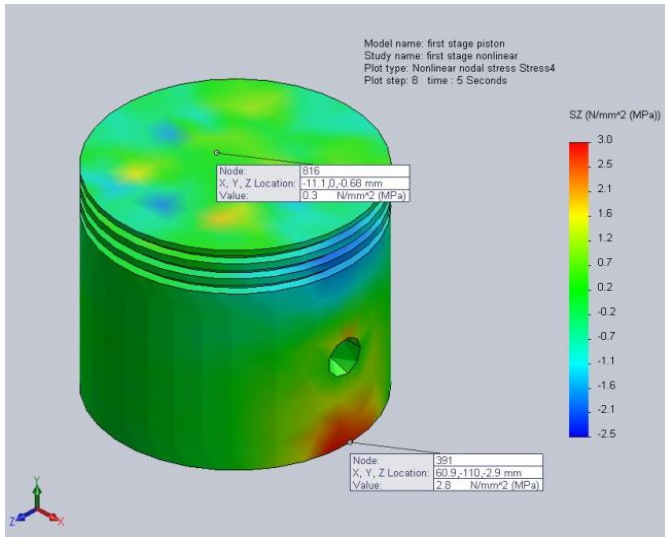 Model name: first stage piston
Study name: first stage nonlinear
Plot type: Nonlinear nodal stress Stress4
Plot step: 8 time : 5 Seconds
SZ (N/mm^2 (MPa))
3.0
2.5
2.1
1.6
1.2
0.7
0.2
-0.2
-0.7
-1.1
-1.6
-2.1
-2.5
Node: 816
X, Y, Z Location: -11.1,0,-0.68 mm
Value: 0.3 N/mm^2 (MPa)
Node: 391
X, Y, Z Location: 60.9,-110,-2.9 mm
Value: 2.8 N/mm^2 (MPa)
Y
Z
X